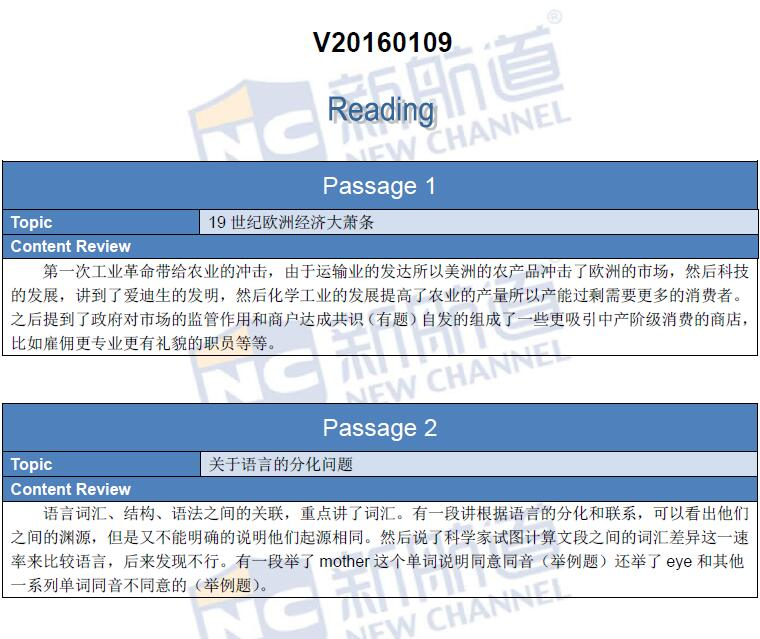 V20160109
Reading
Passage 1
Topic 19 世纪欧洲经济大萧条
Content Review
第一次工业革命带给农业的冲击，由于运输业的发达所以美洲的农产品冲击了欧洲的市场，然后科技
的发展，讲到了爱迪生的发明，然后化学工业的发展提高了农业的产量所以产能过剩需要更多的消费者。
之后提到了政府对市场的监管作用和商户达成共识（有题）自发的组成了一些更吸引中产阶级消费的商店，
比如雇佣更专业更有礼貌的职员等等。
Passage 2
Topic 关于语言的分化问题
Content Review
语言词汇、结构、语法之间的关联，重点讲了词汇。有一段讲根据语言的分化和联系，可以看出他们
之间的渊源，但是又不能明确的说明他们起源相同。然后说了科学家试图计算文段之间的词汇差异这一速
率来比较语言，后来发现不行。有一段举了 mother 这个单词说明同意同音（举例题）还举了 eye 和其他
一系列单词同音不同意的（举例题）。
新航道
NEW CHANNEL
新航道
NEW CHANNEL
新航道
NEW CHANNEL